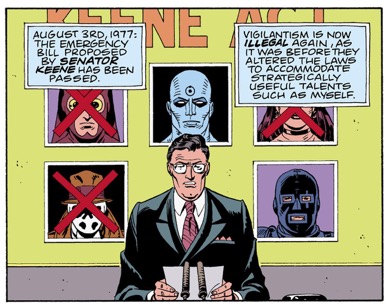 KEENE ACT
AUGUST 3RD, 1977:
THE EMERGENCY
BILL PROPOSED
BY SENATOR
KEENE HAS BEEN
PASSED.
VIGILANTISM IS NOW
ILLEGAL AGAIN, AS
IT WAS BEFORE THEY
ALTERED THE LAWS
TO ACCOMMODATE
STRATEGICALLY
USEFUL TALENTS
SUCH AS MYSELF.